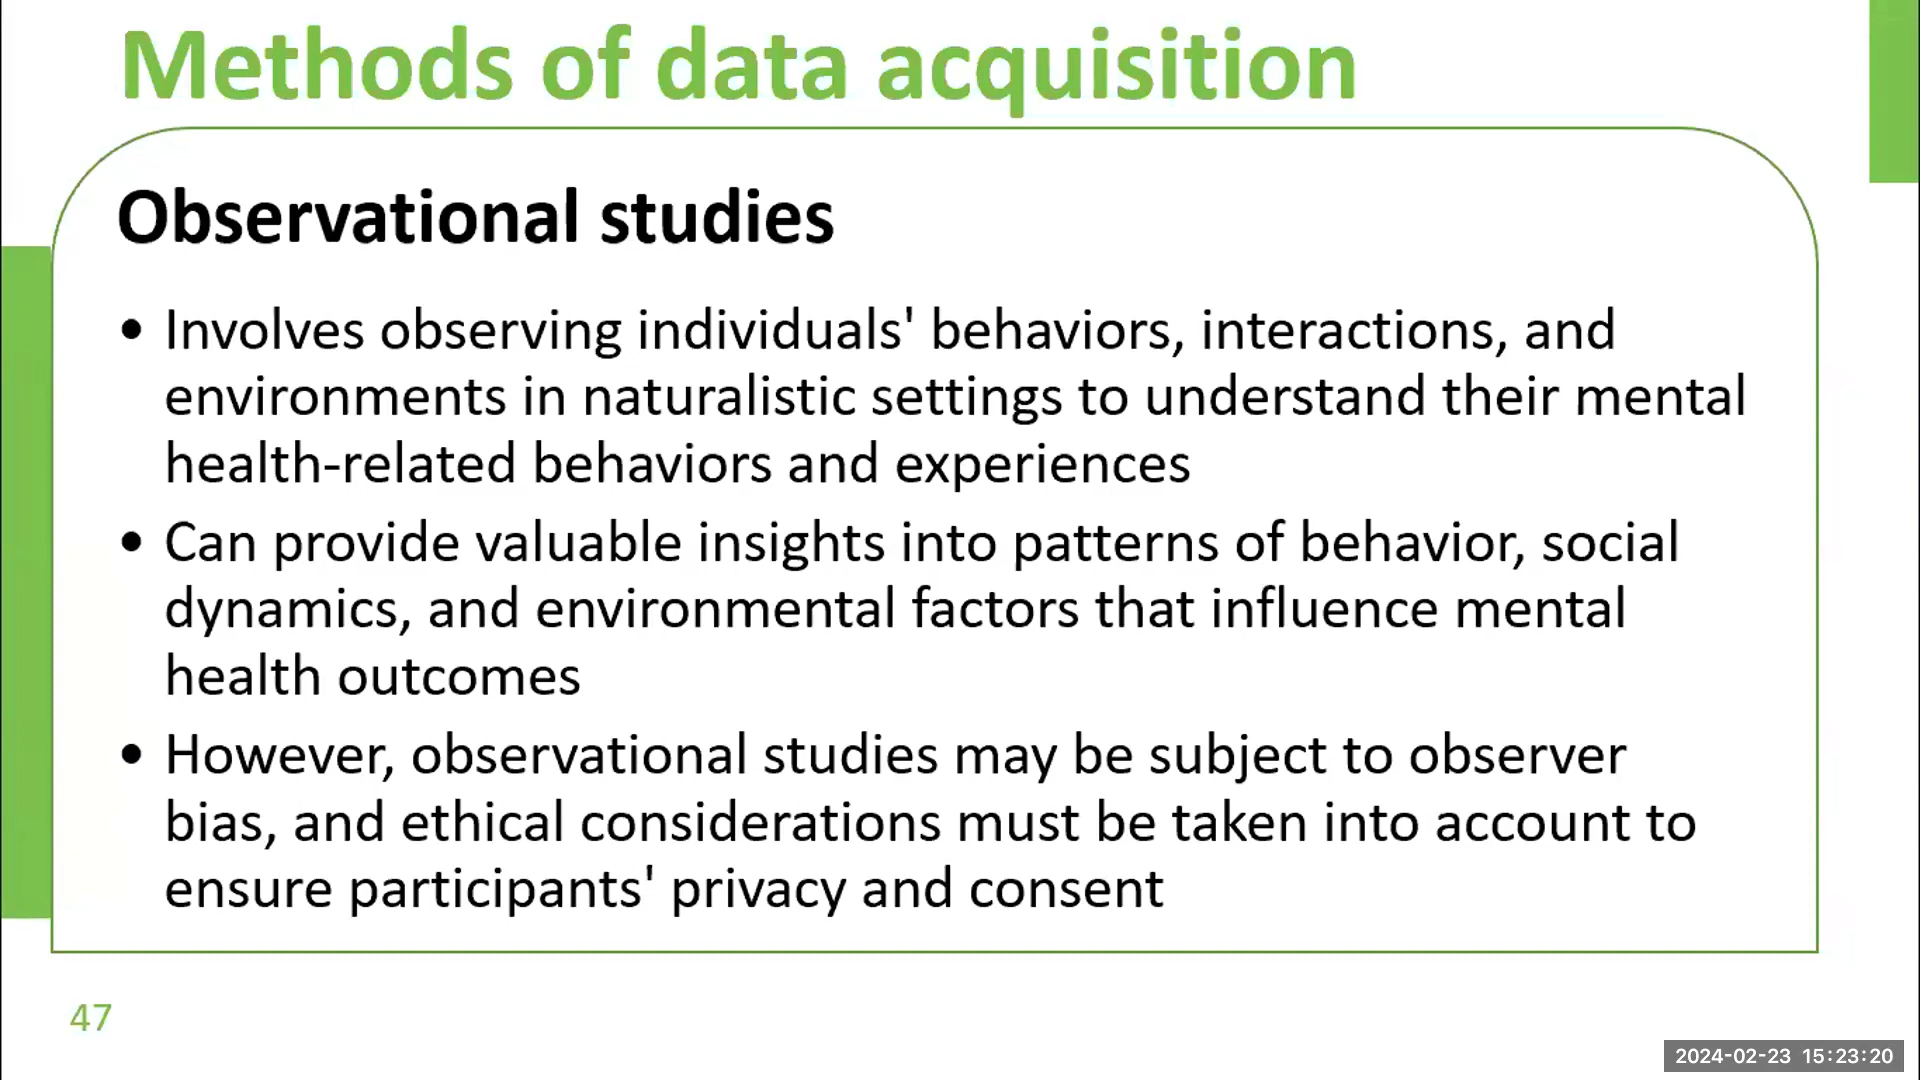 Methods of data acquisition
Observational studies
• Involves observing individuals' behaviors, interactions, and
environments in naturalistic settings to understand their mental
health-related behaviors and experiences
• Can provide valuable insights into patterns of behavior, social
dynamics, and environmental factors that influence mental
health outcomes
• However, observational studies may be subject to observer
bias, and ethical considerations must be taken into account to
ensure participants' privacy and consent
47
2024-02-23 15:23:20